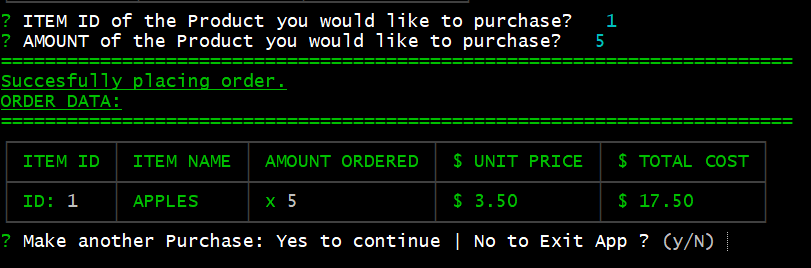 ? ITEM ID of the Product you would like to purchase? 1
? AMOUNT of the Product you would like to purchase? 5
========================================================================
Succesfully placing order.
ORDER DATA:
========================================================================
ITEM ID ITEM NAME AMOUNT ORDERED $ UNIT PRICE $ TOTAL COST
ID: 1 APPLES x 5 $ 3.50 $ 17.50
? Make another Purchase: Yes to continue | No to Exit App ? (y/N)